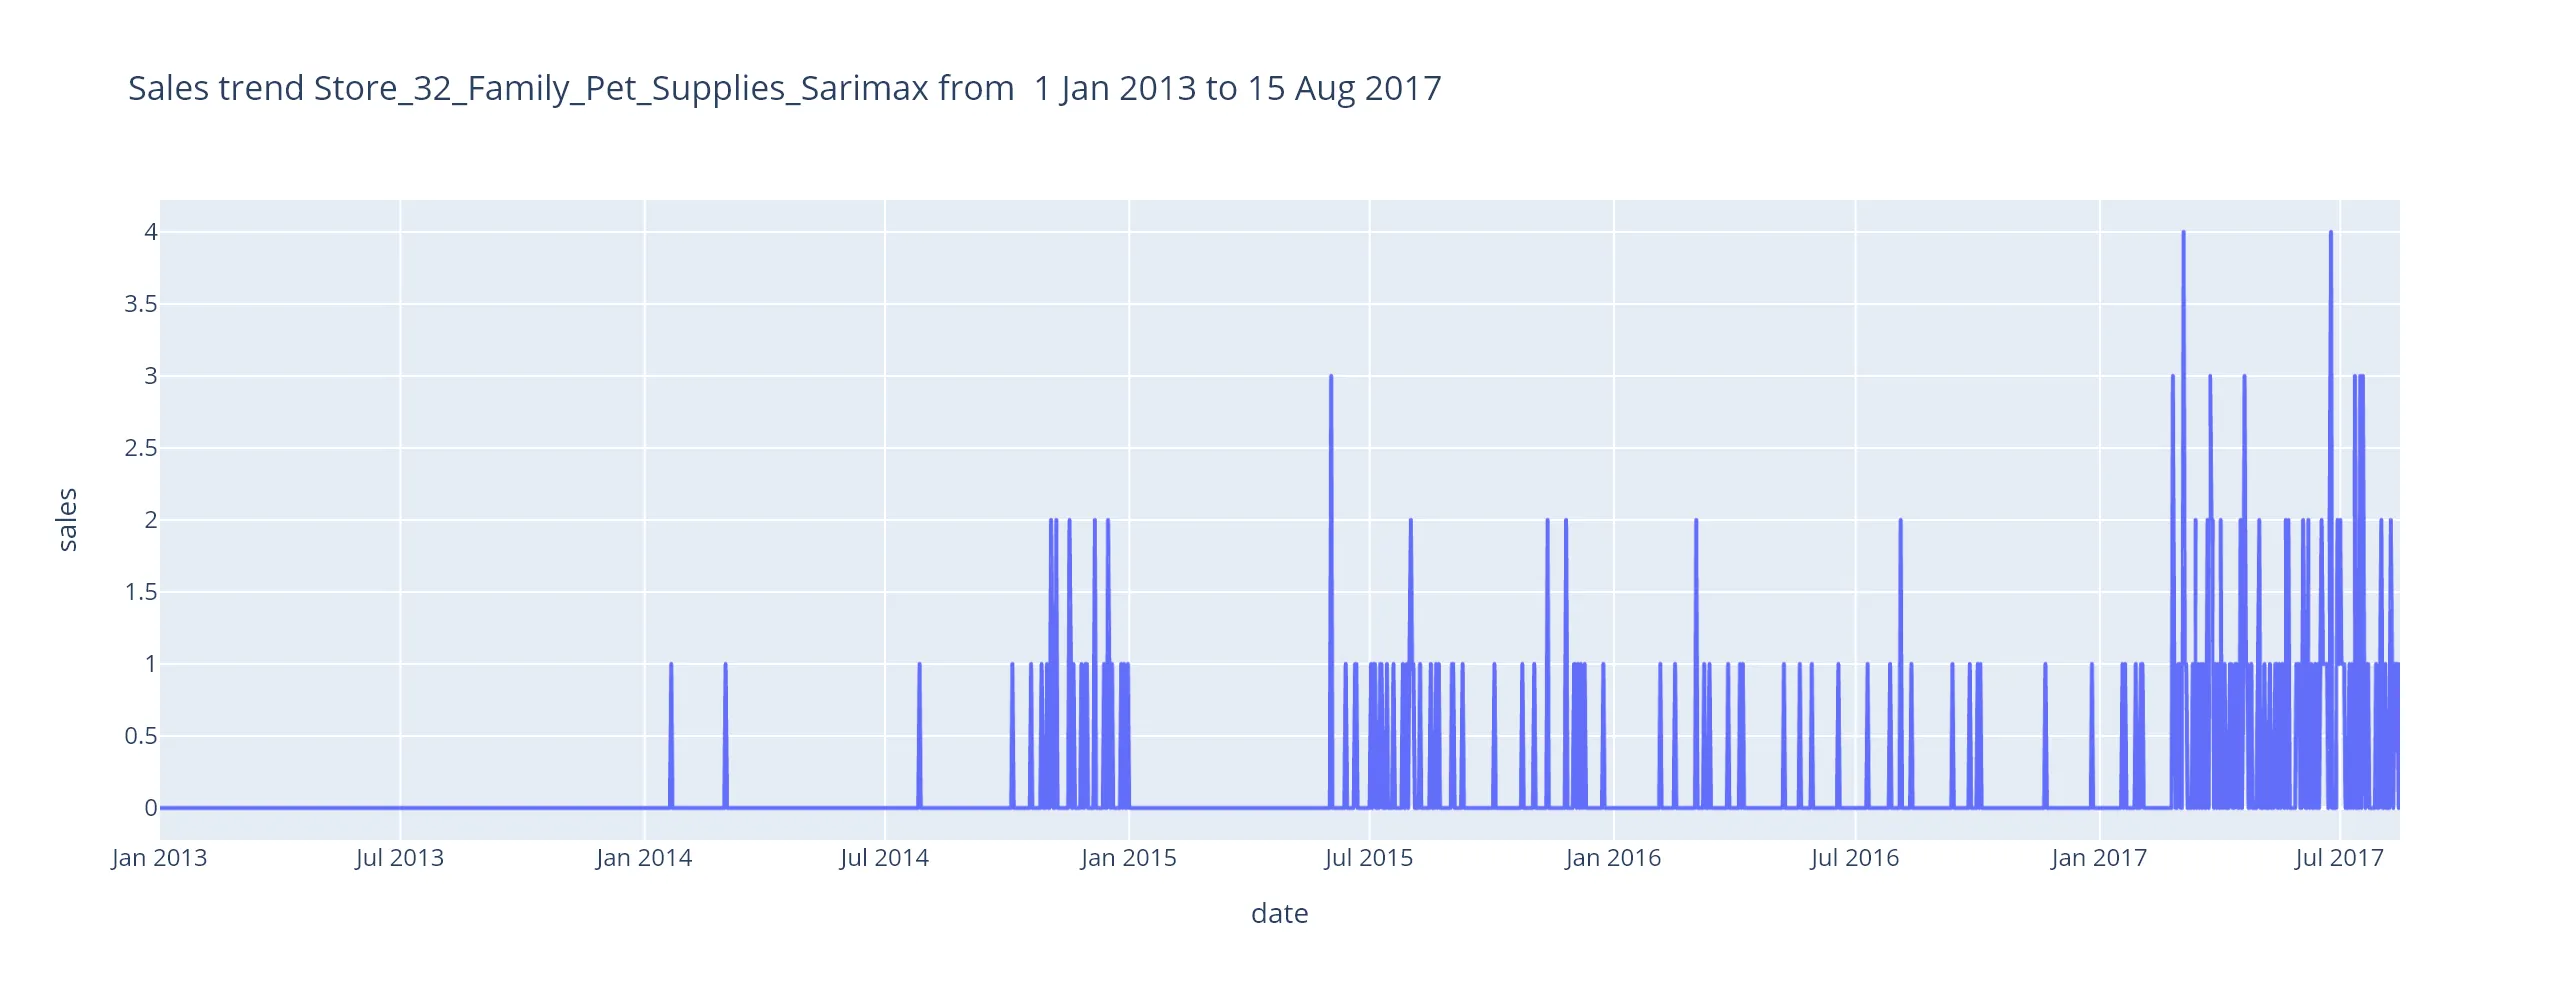 Sales trend Store_32_Family_Pet_Supplies_Sarimax from  1 Jan 2013 to 15 Aug 2017
4
3.5
3
2.5
2
1.5
1
0.5
0
sales
Jan 2013 Jul 2013 Jan 2014 Jul 2014 Jan 2015 Jul 2015 Jan 2016 Jul 2016 Jan 2017 Jul 2017
date